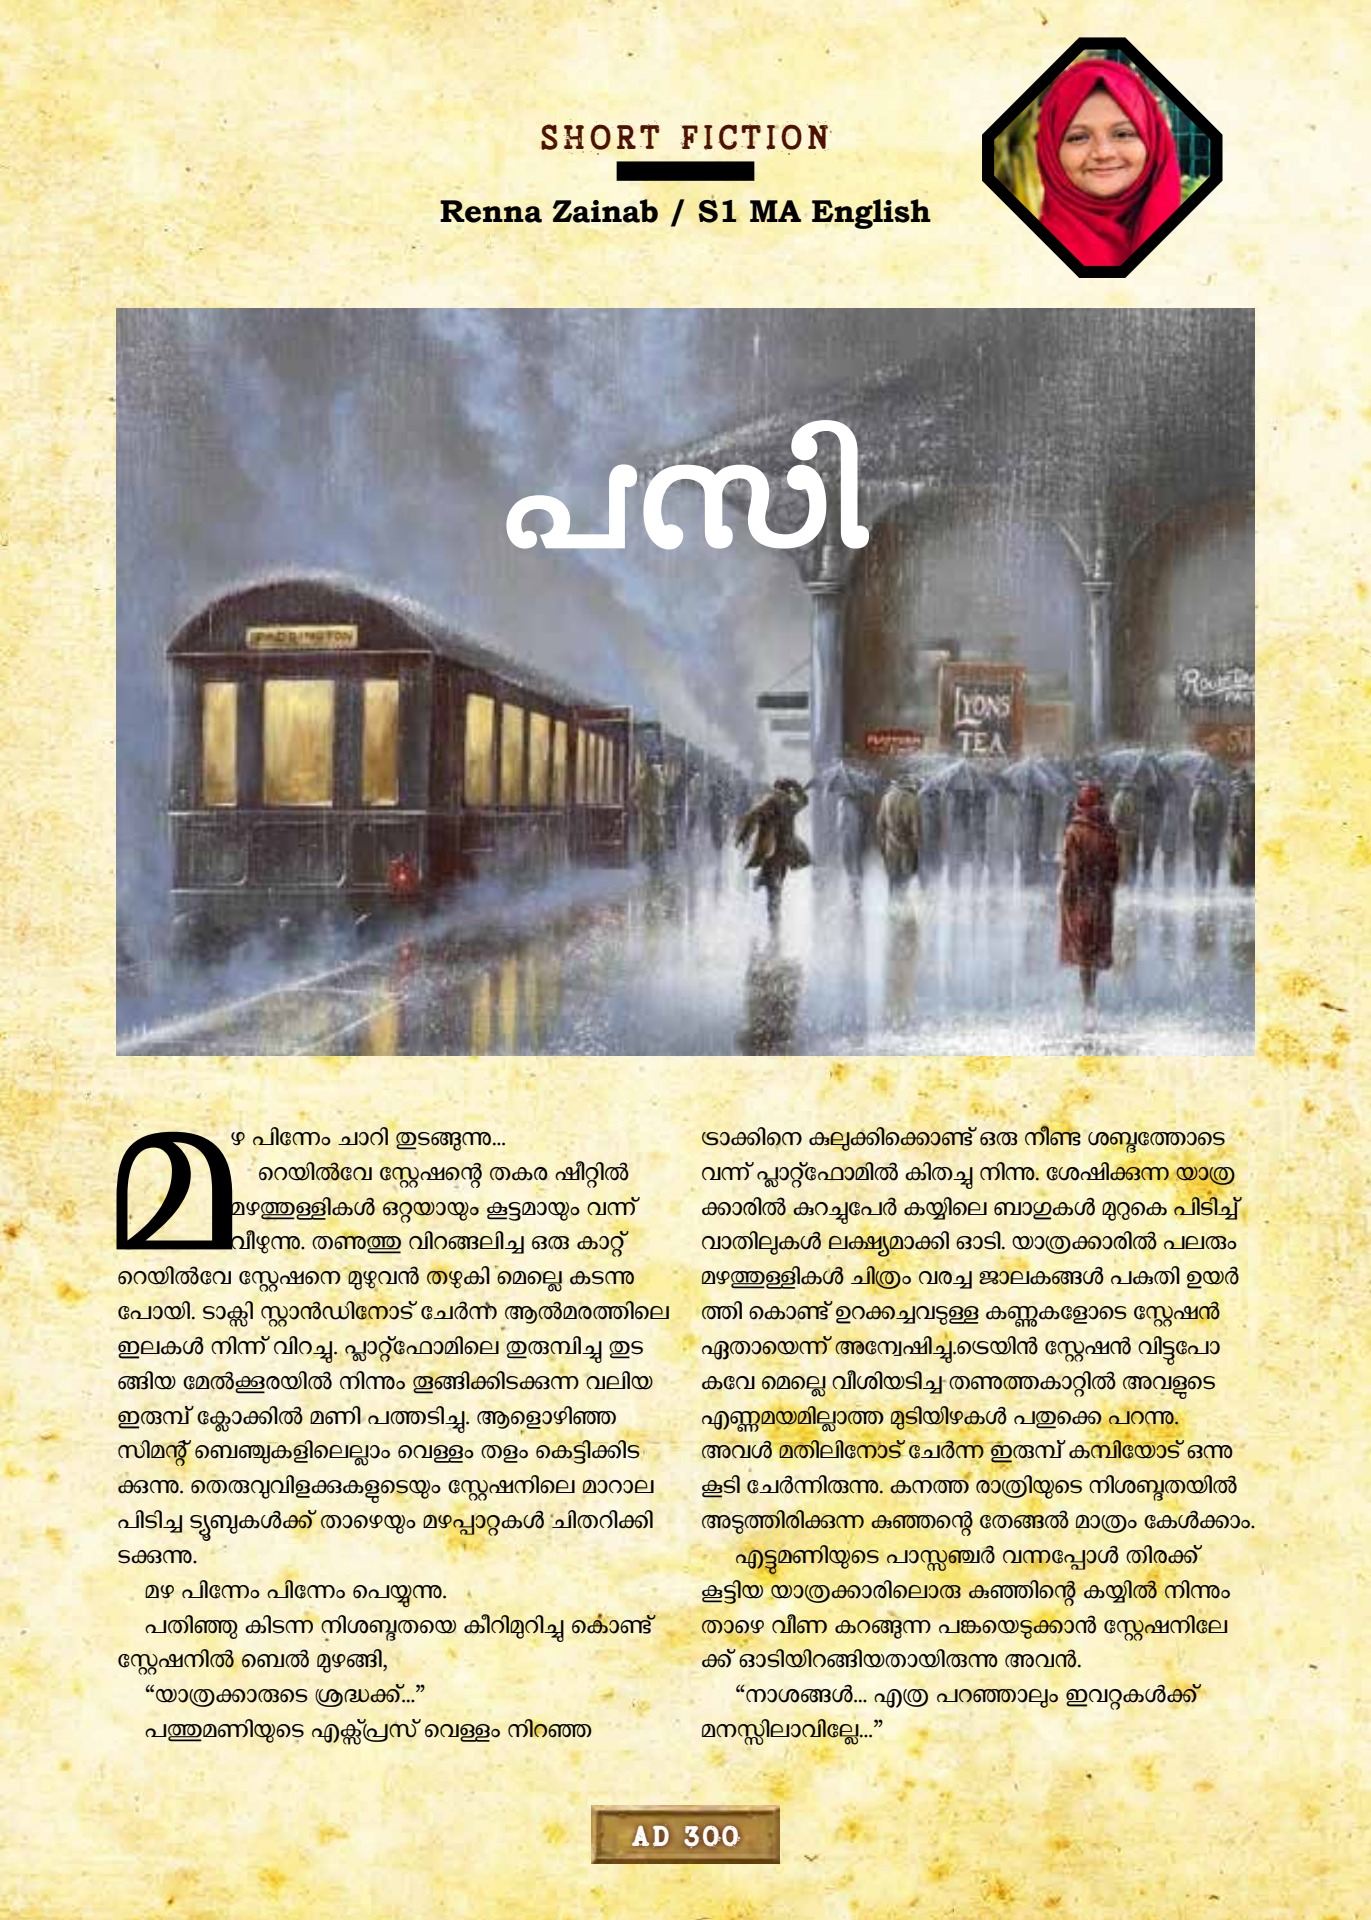 SHORT FICTION
Renna Zainab / S1 MA English
പസി
PADDINGTON
LYONS
TEA
മഴ പിന്നേം ചാറി തുടങ്ങുന്നു...
റെയിൽവേ സ്റ്റേഷന്റെ തകര ഷീറ്റിൽ
മഴത്തുള്ളികൾ ഒറ്റയായും കൂട്ടമായും വന്ന്
വീഴുന്നു. തണുത്തു വിറങ്ങലിച്ച ഒരു കാറ്റ്
റെയിൽവേ സ്റ്റേഷനെ മുഴുവൻ തഴുകി മെല്ലെ കടന്നു
പോയി. ടാക്സി സ്റ്റാൻഡിനോട് ചേർന്ന ആൽമരത്തിലെ
ഇലകൾ നിന്ന് വിറച്ചു. പ്ലാറ്റ്ഫോമിലെ തുരുമ്പിച്ചു തുട
ങ്ങിയ മേൽക്കൂരയിൽ നിന്നും തൂങ്ങിക്കിടക്കുന്ന വലിയ
ഇരുമ്പ് ക്ലോക്കിൽ മണി പത്തടിച്ചു. ആളൊഴിഞ്ഞ
സിമന്റ് ബെഞ്ചുകളിലെല്ലാം വെള്ളം തളം കെട്ടിക്കിട
ക്കുന്നു. തെരുവുവിളക്കുകളുടെയും സ്റ്റേഷനിലെ മാറാല
പിടിച്ച ട്യൂബുകൾക്ക് താഴെയും മഴപ്പാറ്റകൾ ചിതറിക്കി
ടക്കുന്നു.
മഴ പിന്നേം പിന്നേം പെയ്യുന്നു.
പതിഞ്ഞു കിടന്ന നിശബ്ദതയെ കീറിമുറിച്ചു കൊണ്ട്
സ്റ്റേഷനിൽ ബെൽ മുഴങ്ങി,
“യാത്രക്കാരുടെ ശ്രദ്ധക്ക്...”
പത്തുമണിയുടെ എക്സ്പ്രസ് വെള്ളം നിറഞ്ഞ
ട്രാക്കിനെ കുലുക്കിക്കൊണ്ട് ഒരു നീണ്ട ശബ്ദത്തോടെ
വന്ന് പ്ലാറ്റ്ഫോമിൽ കിതച്ചു നിന്നു. ശേഷിക്കുന്ന യാത്ര
ക്കാരിൽ കുറച്ചുപേർ കയ്യിലെ ബാഗുകൾ മുറുകെ പിടിച്ച്
വാതിലുകൾ ലക്ഷ്യമാക്കി ഓടി. യാത്രക്കാരിൽ പലരും
മഴത്തുള്ളികൾ ചിത്രം വരച്ച ജാലകങ്ങൾ പകുതി ഉയർ
ത്തി കൊണ്ട് ഉറക്കച്ചവടുള്ള കണ്ണുകളോടെ സ്റ്റേഷൻ
ഏതായെന്ന് അന്വേഷിച്ചു.ട്രെയിൻ സ്റ്റേഷൻ വിട്ടുപോ
കവേ മെല്ലെ വീശിയടിച്ച തണുത്തകാറ്റിൽ അവളുടെ
എണ്ണമയമില്ലാത്ത മുടിയിഴകൾ പതുക്കെ പറന്നു.
അവൾ മതിലിനോട് ചേർന്ന ഇരുമ്പ് കമ്പിയോട് ഒന്നു
കൂടി ചേർന്നിരുന്നു. കനത്ത രാത്രിയുടെ നിശബ്ദതയിൽ
അടുത്തിരിക്കുന്ന കുഞ്ഞന്റെ തേങ്ങൽ മാത്രം കേൾക്കാം.
എട്ടുമണിയുടെ പാസ്സഞ്ചർ വന്നപ്പോൾ തിരക്ക്
കൂട്ടിയ യാത്രക്കാരിലൊരു കുഞ്ഞിന്റെ കയ്യിൽ നിന്നും
താഴെ വീണ കറങ്ങുന്ന പങ്കയെടുക്കാൻ സ്റ്റേഷനിലേ
ക്ക് ഓടിയിറങ്ങിയതായിരുന്നു അവൻ.
“നാശങ്ങൾ... എത്ര പറഞ്ഞാലും ഇവറ്റകൾക്ക്
മനസ്സിലാവില്ലേ...”
AD 300